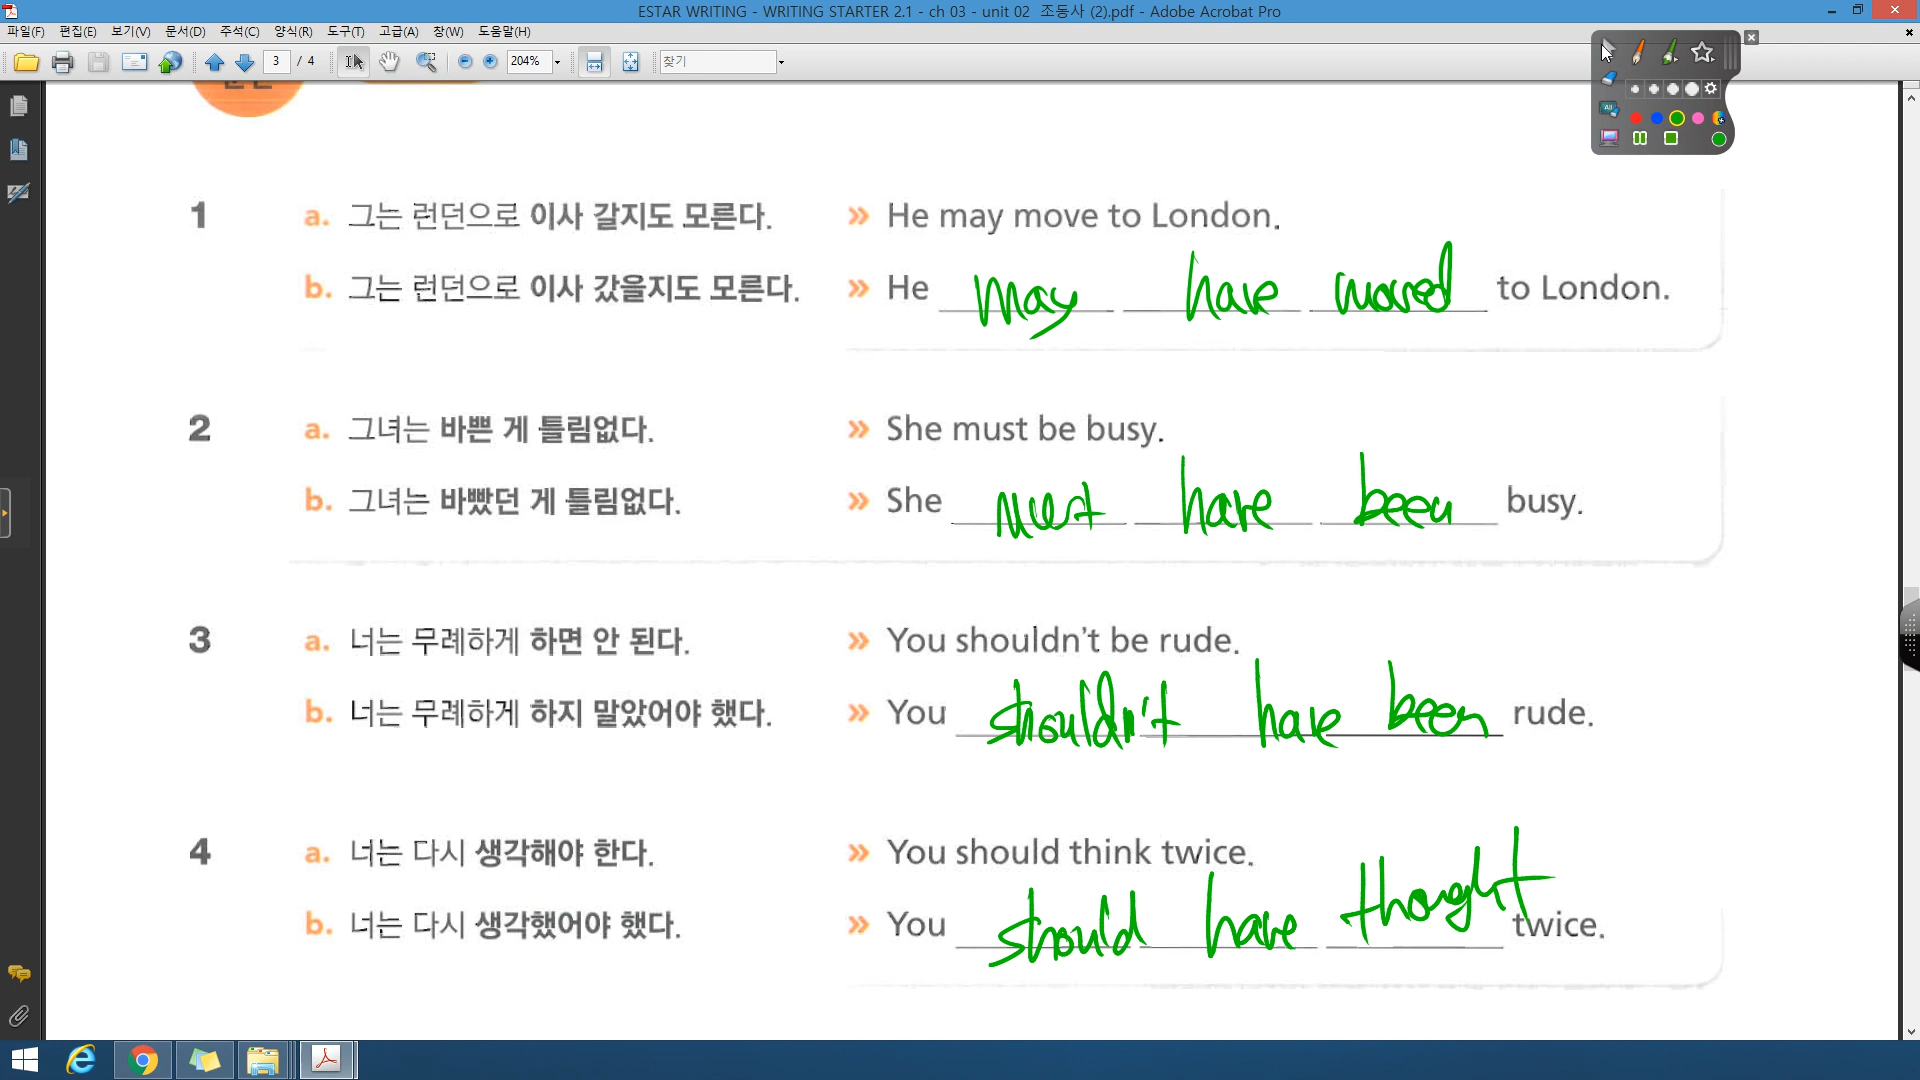 ESTAR WRITING - WRITING STARTER 2.1 - ch 03 - unit 02 조동사 (2).pdf - Adobe Acrobat Pro
파일(F) 편집(E) 보기(V) 문서(D) 주석(C) 양식(R) 도구(T) 고급(A) 창(W) 도움말(H)
3 / 4 204% 찾기
1 a. 그는 런던으로 이사 갈지도 모른다. » He may move to London.
b. 그는 런던으로 이사 갔을지도 모른다. » He may have moved to London.
2 a. 그녀는 바쁜 게 틀림없다. » She must be busy.
b. 그녀는 바빴던 게 틀림없다. » She must have been busy.
3 a. 너는 무례하게 하면 안 된다. » You shouldn't be rude.
b. 너는 무례하게 하지 말았어야 했다. » You shouldn't have been rude.
4 a. 너는 다시 생각해야 한다. » You should think twice.
b. 너는 다시 생각했어야 했다. » You should have thought twice.